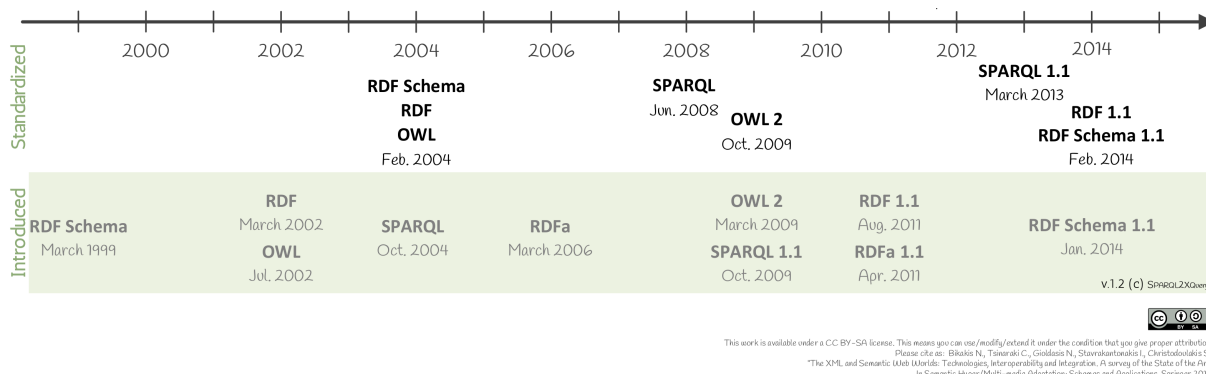 2000 2002 2004 2006 2008 2010 2012 2014
Standardized
RDF Schema
RDF
OWL
Feb. 2004
SPARQL
Jun. 2008
OWL 2
Oct. 2009
SPARQL 1.1
March 2013
RDF 1.1
RDF Schema 1.1
Feb. 2014
Introduced
RDF Schema
March 1999
RDF
March 2002
OWL
Jul. 2002
SPARQL
Oct. 2004
RDFa
March 2006
OWL 2
March 2009
SPARQL 1.1
Oct. 2009
RDF 1.1
Aug. 2011
RDFa 1.1
Apr. 2011
RDF Schema 1.1
Jan. 2014
v.1.2 (c) SPARQL2XQuery
cc BY SA
This work is available under a CC BY-SA license. This means you can use/modify/extend it under the condition that you give proper attributio
Please cite as: Bikakis N., Tsinaraki C., Gioldasis N., Stavrakantonakis I., Christodoulakis S
"The XML and Semantic Web Worlds: Technologies, Interoperability and Integration. A survey of the State of the Ar
In Semantic Hyper/Multi-media Adaptation: Schemes and Applications, Springer 201